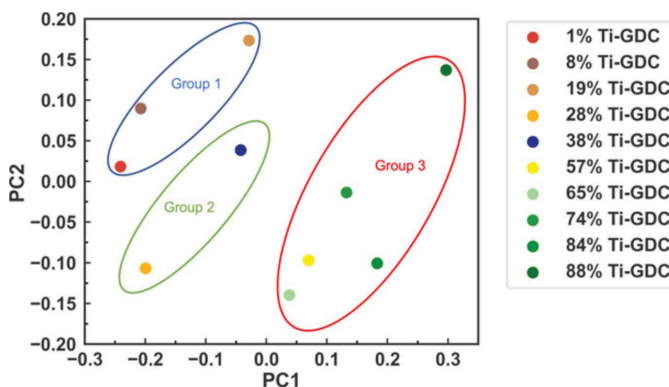 0.20
0.15
0.10
0.05
0.00
−0.05
−0.10
−0.15
−0.20
PC2
−0.3
−0.2
−0.1
0.0
0.1
0.2
0.3
PC1
Group 1
Group 2
Group 3
1% Ti-GDC
8% Ti-GDC
19% Ti-GDC
28% Ti-GDC
38% Ti-GDC
57% Ti-GDC
65% Ti-GDC
74% Ti-GDC
84% Ti-GDC
88% Ti-GDC